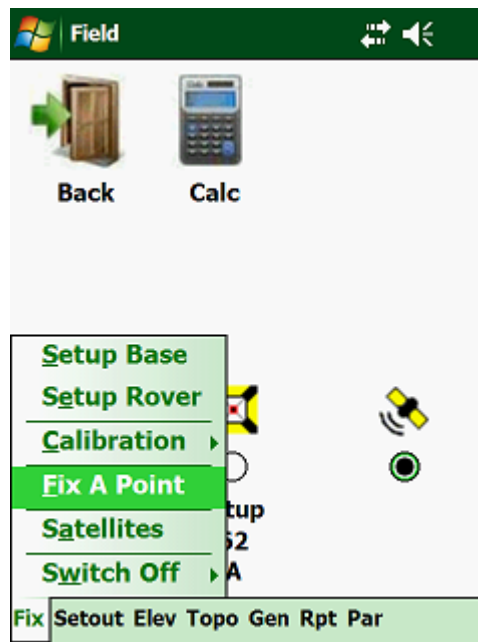 Field
Back Calc
Setup Base
Setup Rover
Calibration
Fix A Point
Satellites
tup
52
Switch Off
A
Fix Setout Elev Topo Gen Rpt Par